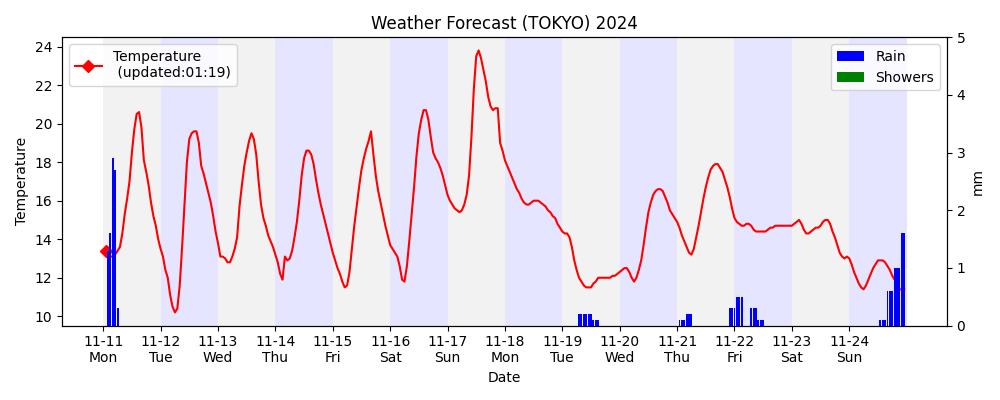 Weather Forecast (TOKYO) 2024
Temperature
(updated:01:19)
Rain
Showers
Temperature
24
22
20
18
16
14
12
10
5
4
3
2
1
0
mm
11-11 11-12 11-13 11-14 11-15 11-16 11-17 11-18 11-19 11-20 11-21 11-22 11-23 11-24
Mon Tue Wed Thu Fri Sat Sun Mon Tue Wed Thu Fri Sat Sun
Date